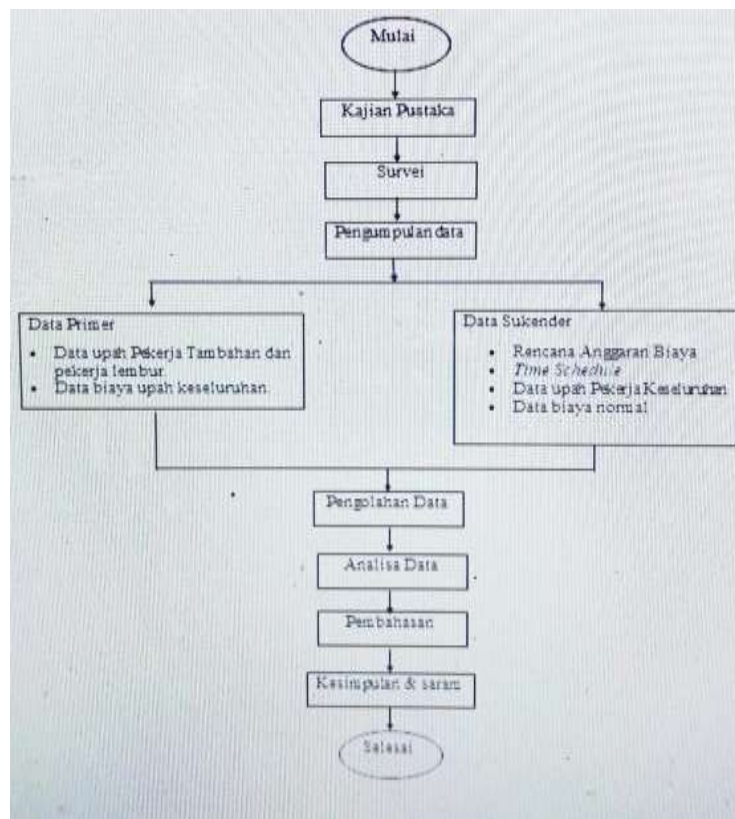 Mulai
Kajian Pustaka
Survei
Pengumpulan data
Data Primer
• Data upah Pekerja Tambahan dan
pekerja lembur
• Data biaya upah keseluruhan.
Data Sukender
• Rencana Anggaran Biaya
• Time Schedule
• Data upah Pekerja Keseluruhan
• Data biaya normal
Pengolahan Data
Analisa Data
Pembahasan
Kesimpulan & saran
Selesai